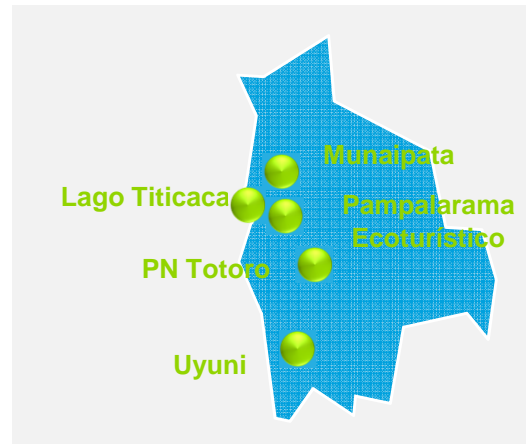 Munaipata
Lago Titicaca
Pampalarama
Ecoturístico
PN Totoro
Uyuni